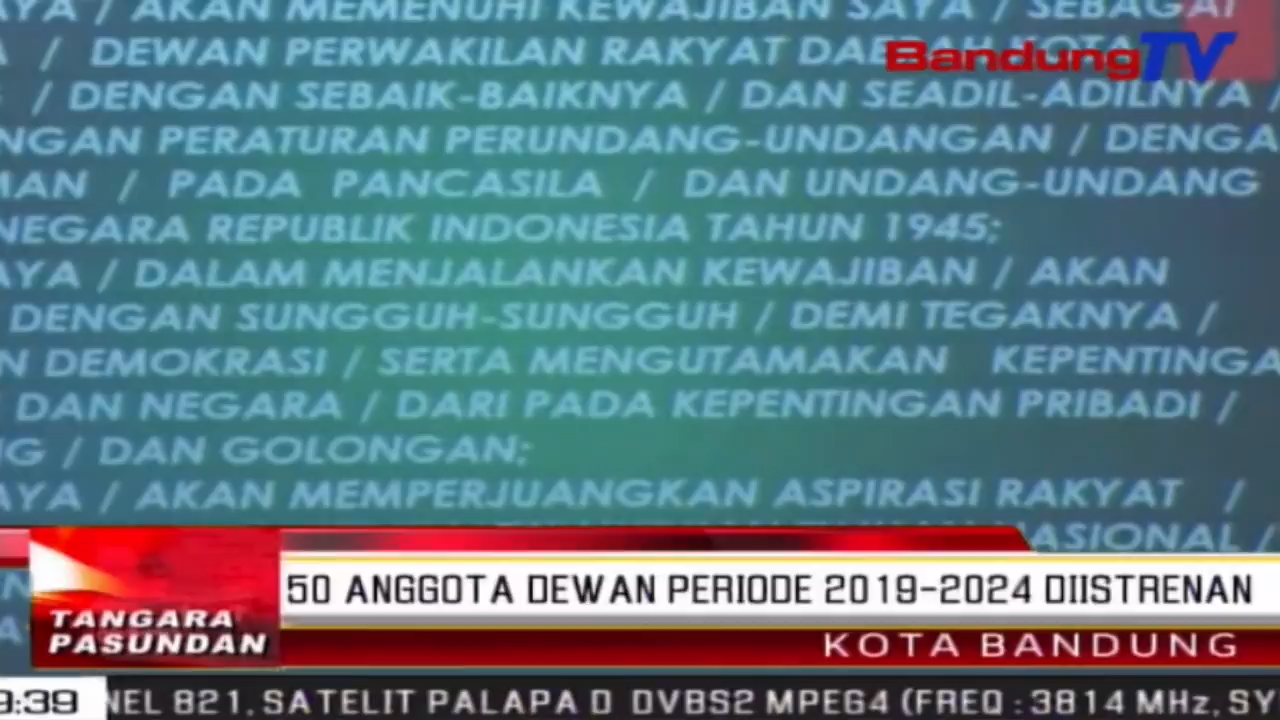 AYA / AKAN MEMENUHI KEWAJIBAN SAYA / SEBAGAI
A / DEWAN PERWAKILAN RAKYAT DAERAH KOTA
BandungTV
/ DENGAN SEBAIK-BAIKNYA / DAN SEADIL-ADILNYA /
NGAN PERATURAN PERUNDANG-UNDANGAN / DENGA
MAN / PADA PANCASILA / DAN UNDANG-UNDANG
NEGARA REPUBLIK INDONESIA TAHUN 1945;
AYA / DALAM MENJALANKAN KEWAJIBAN / AKAN
DENGAN SUNGGUH-SUNGGUH / DEMI TEGAKNYA /
N DEMOKRASI / SERTA MENGUTAMAKAN KEPENTINGA
DAN NEGARA / DARI PADA KEPENTINGAN PRIBADI /
NG / DAN GOLONGAN;
AYA / AKAN MEMPERJUANGKAN ASPIRASI RAKYAT /
NASIONAL /
50 ANGGOTA DEWAN PERIODE 2019-2024 DIISTRENAN
TANGARA
PASUNDAN
KOTA BANDUNG
9:39 NEL 821, SATELIT PALAPA D DVBS2 MPEG4 (FREQ : 3814 MHz, SY